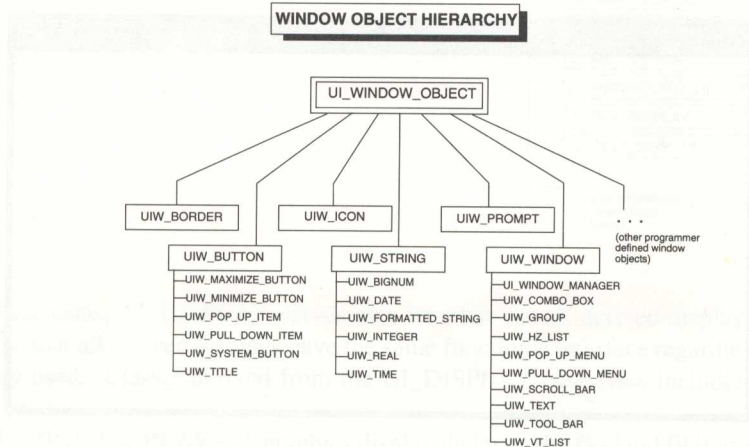 WINDOW OBJECT HIERARCHY
UI_WINDOW_OBJECT
UIW_BORDER
UIW_ICON
UIW_PROMPT
. . .
(other programmer
defined window
objects)
UIW_BUTTON
UIW_MAXIMIZE_BUTTON
UIW_MINIMIZE_BUTTON
UIW_POP_UP_ITEM
UIW_PULL_DOWN_ITEM
UIW_SYSTEM_BUTTON
UIW_TITLE
UIW_STRING
UIW_BIGNUM
UIW_DATE
UIW_FORMATTED_STRING
UIW_INTEGER
UIW_REAL
UIW_TIME
UIW_WINDOW
UI_WINDOW_MANAGER
UIW_COMBO_BOX
UIW_GROUP
UIW_HZ_LIST
UIW_POP_UP_MENU
UIW_PULL_DOWN_MENU
UIW_SCROLL_BAR
UIW_TEXT
UIW_TOOL_BAR
UIW_VT_LIST